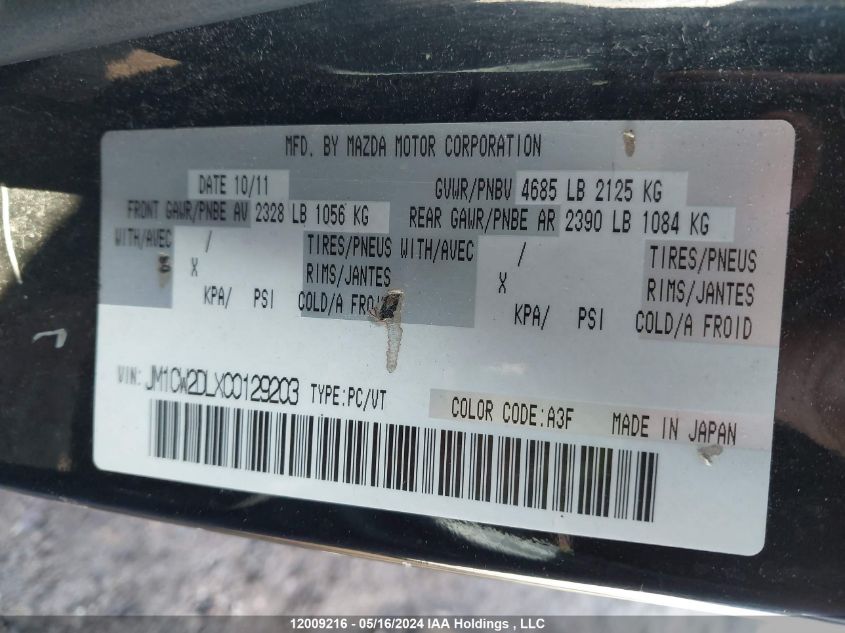 MFD. BY MAZDA MOTOR CORPORATION
DATE 10/11 GVWR/PNBV 4685 LB 2125 KG
FRONT GAWR/PNBE AV 2328 LB 1056 KG REAR GAWR/PNBE AR 2390 LB 1084 KG
WITH/AVEC / TIRES/PNEUS WITH/AVEC / TIRES/PNEUS
X RIMS/JANTES X RIMS/JANTES
KPA/ PSI COLD/A FROID KPA/ PSI COLD/A FROID
VIN: JM1CW2DLXC0129203 TYPE:PC/VT COLOR CODE:A3F MADE IN JAPAN
12009216 - 05/16/2024 IAA Holdings , LLC